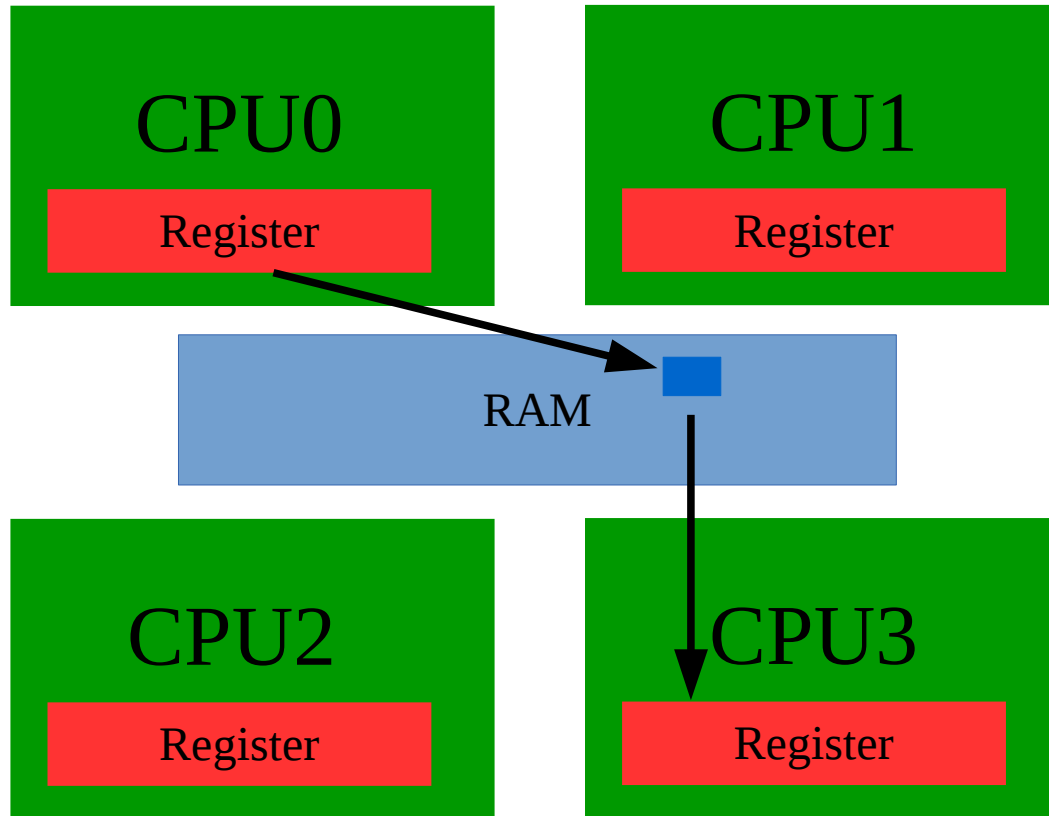 CPU0
Register
CPU1
Register
RAM
CPU2
Register
CPU3
Register